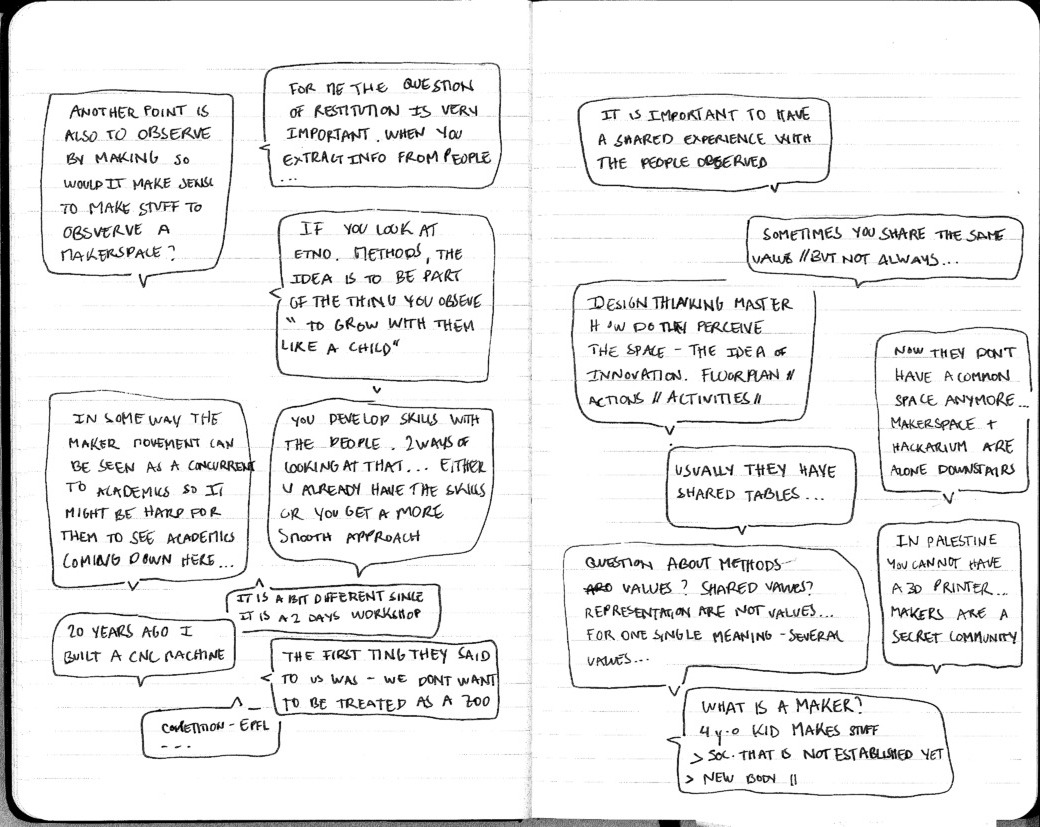 ANOTHER POINT IS
ALSO TO OBSERVE
BY MAKING SO
WOULD IT MAKE SENSE
TO MAKE STUFF TO
OBSVERVE A
MAKERSPACE?
FOR ME THE QUESTION
OF RESTITUTION IS VERY
IMPORTANT. WHEN YOU
EXTRACT INFO FROM PEOPLE
...
IF YOU LOOK AT
ETNO. METHODS, THE
IDEA IS TO BE PART
OF THE THING YOU OBSEVE
" TO GROW WITH THEM
LIKE A CHILD"
IN SOME WAY THE
MAKER MOVEMENT CAN
BE SEEN AS A CONCURRENT
TO ACADEMICS SO IT
MIGHT BE HARD FOR
THEM TO SEE ACADEMICS
COMING DOWN HERE...
YOU DEVELOP SKILLS WITH
THE PEOPLE. 2 WAYS OF
LOOKING AT THAT... EITHER
U ALREADY HAVE THE SKILLS
OR YOU GET A MORE
SMOOTH APPROACH
IT IS A BIT DIFFERENT SINCE
IT IS A 2 DAYS WORKSHOP
20 YEARS AGO I
BUILT A CNC MACHINE
THE FIRST TING THEY SAID
TO US WAS - WE DONT WANT
TO BE TREATED AS A ZOO
COMETITION - EPFL
---
IT IS IMPORTANT TO HAVE
A SHARED EXPERIENCE WITH
THE PEOPLE OBSERVED
SOMETIMES YOU SHARE THE SAME
VALUE // BUT NOT ALWAYS...
DESIGN THINKING MASTER
HOW DO THEY PERCEIVE
THE SPACE - THE IDEA OF
INNOVATION. FLOORPLAN //
ACTIONS // ACTIVITIES //
NOW THEY DON'T
HAVE A COMMON
SPACE ANYMORE...
MAKERSPACE +
HACKARIUM ARE
ALONE DOWNSTAIRS
USUALLY THEY HAVE
SHARED TABLES...
QUESTION ABOUT METHODS
VALUES? SHARED VALUES?
REPRESENTATION ARE NOT VALUES...
FOR ONE SINGLE MEANING - SEVERAL
VALUES...
IN PALESTINE
YOU CANNOT HAVE
A 3D PRINTER...
MAKERS ARE A
SECRET COMMUNITY
WHAT IS A MAKER?
4 y.o KID MAKES STUFF
> SOC. THAT IS NOT ESTABLISHED YET
> NEW BODY //